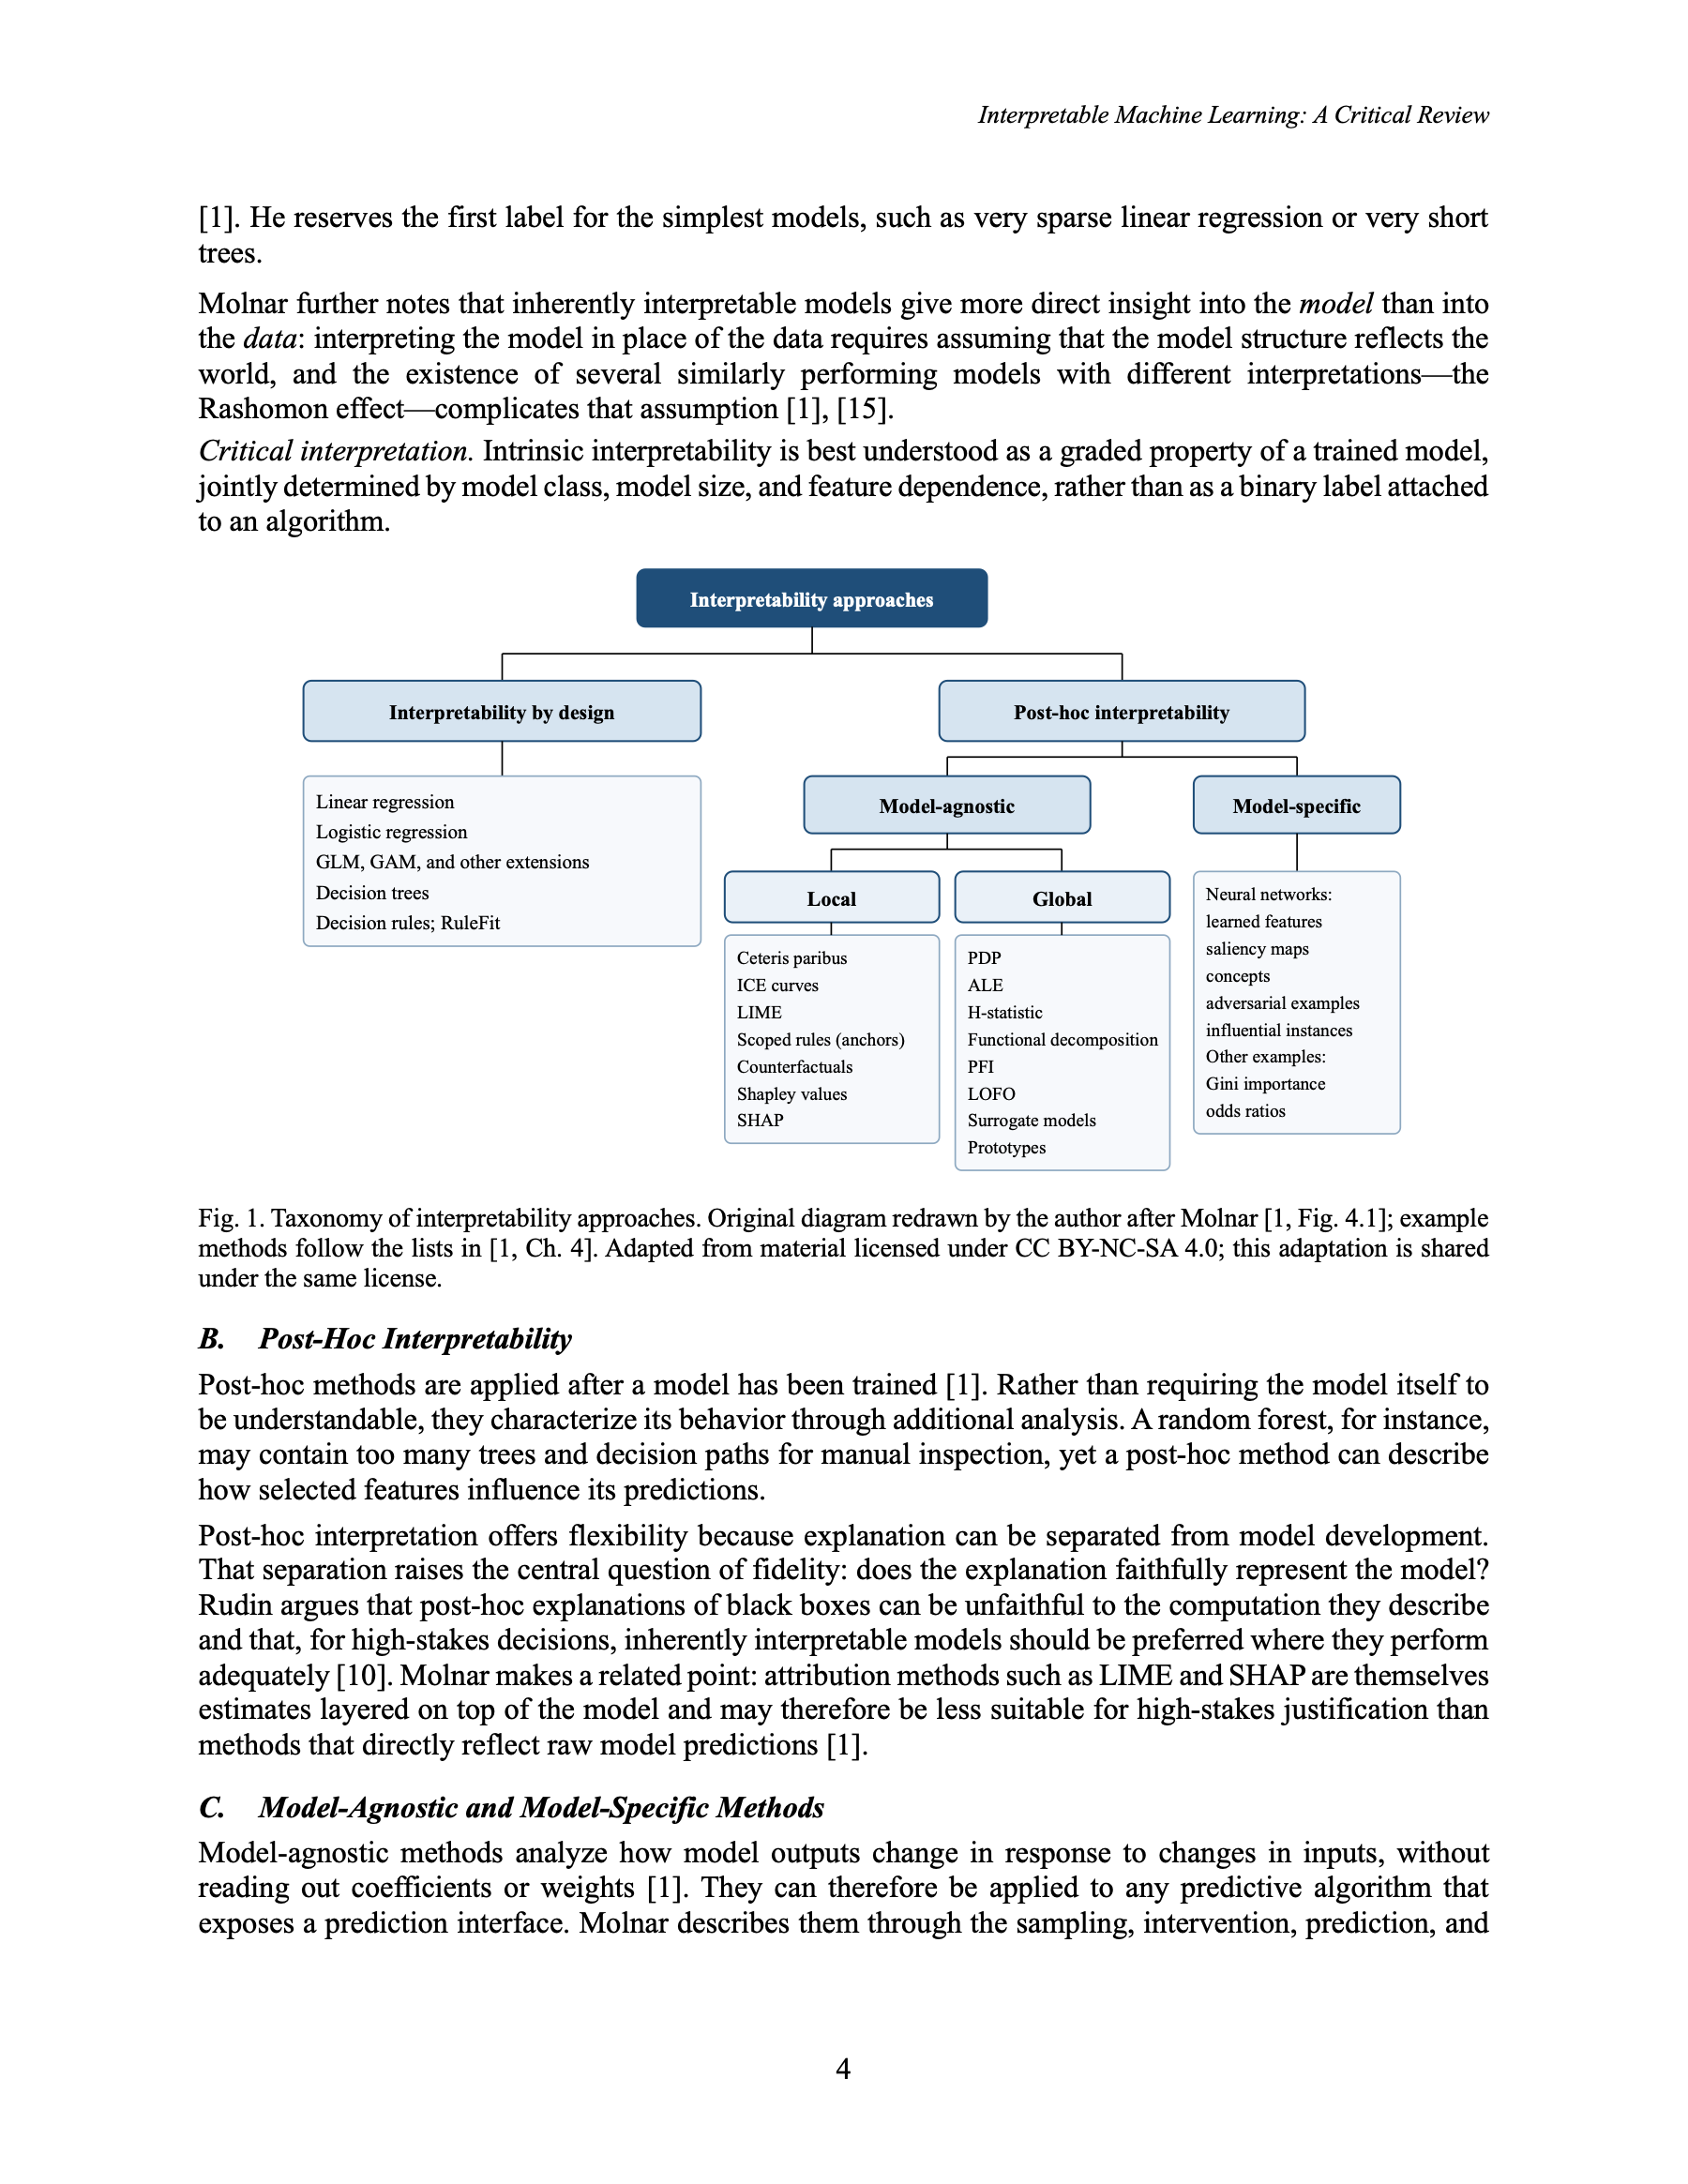 Interpretable Machine Learning: A Critical Review
[1]. He reserves the first label for the simplest models, such as very sparse linear regression or very short
trees.
Molnar further notes that inherently interpretable models give more direct insight into the model than into
the data: interpreting the model in place of the data requires assuming that the model structure reflects the
world, and the existence of several similarly performing models with different interpretations—the
Rashomon effect—complicates that assumption [1], [15].
Critical interpretation. Intrinsic interpretability is best understood as a graded property of a trained model,
jointly determined by model class, model size, and feature dependence, rather than as a binary label attached
to an algorithm.
Interpretability approaches
Interpretability by design
Linear regression
Logistic regression
GLM, GAM, and other extensions
Decision trees
Decision rules; RuleFit
Post-hoc interpretability
Model-agnostic
Local
Ceteris paribus
ICE curves
LIME
Scoped rules (anchors)
Counterfactuals
Shapley values
SHAP
Global
PDP
ALE
H-statistic
Functional decomposition
PFI
LOFO
Surrogate models
Prototypes
Model-specific
Neural networks:
learned features
saliency maps
concepts
adversarial examples
influential instances
Other examples:
Gini importance
odds ratios
Fig. 1. Taxonomy of interpretability approaches. Original diagram redrawn by the author after Molnar [1, Fig. 4.1]; example
methods follow the lists in [1, Ch. 4]. Adapted from material licensed under CC BY-NC-SA 4.0; this adaptation is shared
under the same license.
B. Post-Hoc Interpretability
Post-hoc methods are applied after a model has been trained [1]. Rather than requiring the model itself to
be understandable, they characterize its behavior through additional analysis. A random forest, for instance,
may contain too many trees and decision paths for manual inspection, yet a post-hoc method can describe
how selected features influence its predictions.
Post-hoc interpretation offers flexibility because explanation can be separated from model development.
That separation raises the central question of fidelity: does the explanation faithfully represent the model?
Rudin argues that post-hoc explanations of black boxes can be unfaithful to the computation they describe
and that, for high-stakes decisions, inherently interpretable models should be preferred where they perform
adequately [10]. Molnar makes a related point: attribution methods such as LIME and SHAP are themselves
estimates layered on top of the model and may therefore be less suitable for high-stakes justification than
methods that directly reflect raw model predictions [1].
C. Model-Agnostic and Model-Specific Methods
Model-agnostic methods analyze how model outputs change in response to changes in inputs, without
reading out coefficients or weights [1]. They can therefore be applied to any predictive algorithm that
exposes a prediction interface. Molnar describes them through the sampling, intervention, prediction, and
4